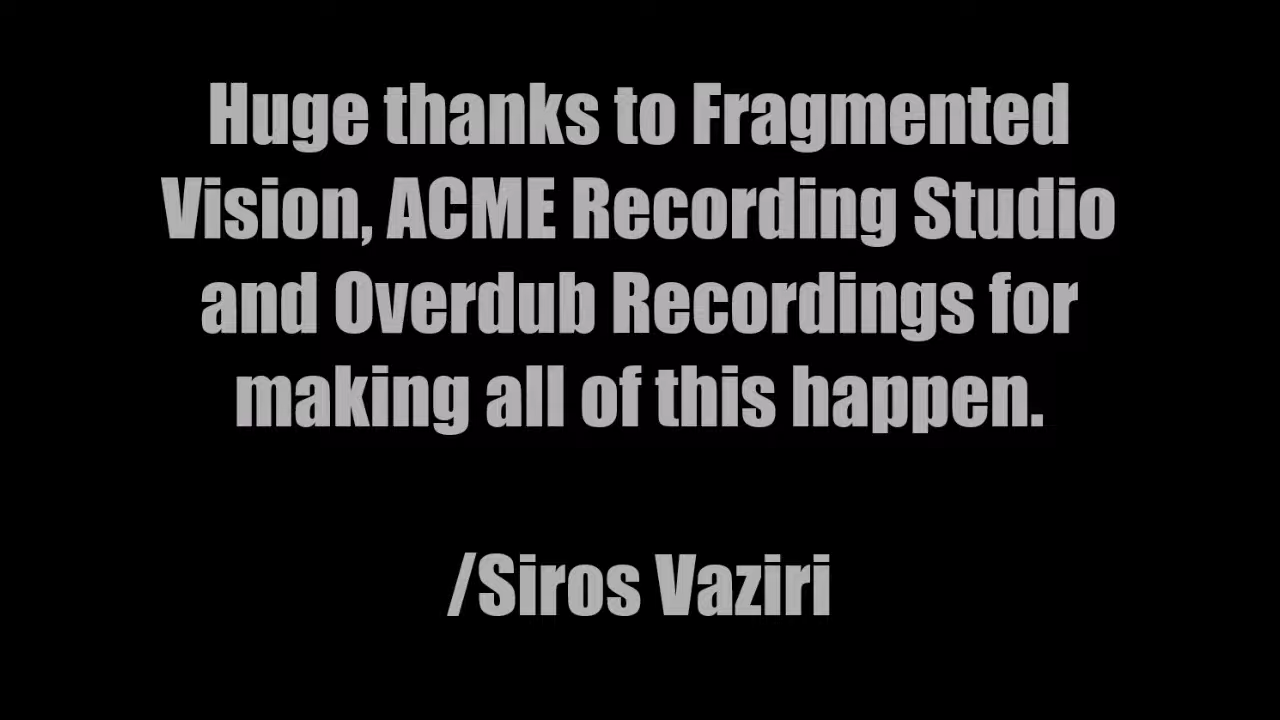 Huge thanks to Fragmented
Vision, ACME Recording Studio
and Overdub Recordings for
making all of this happen.
/Siros Vaziri